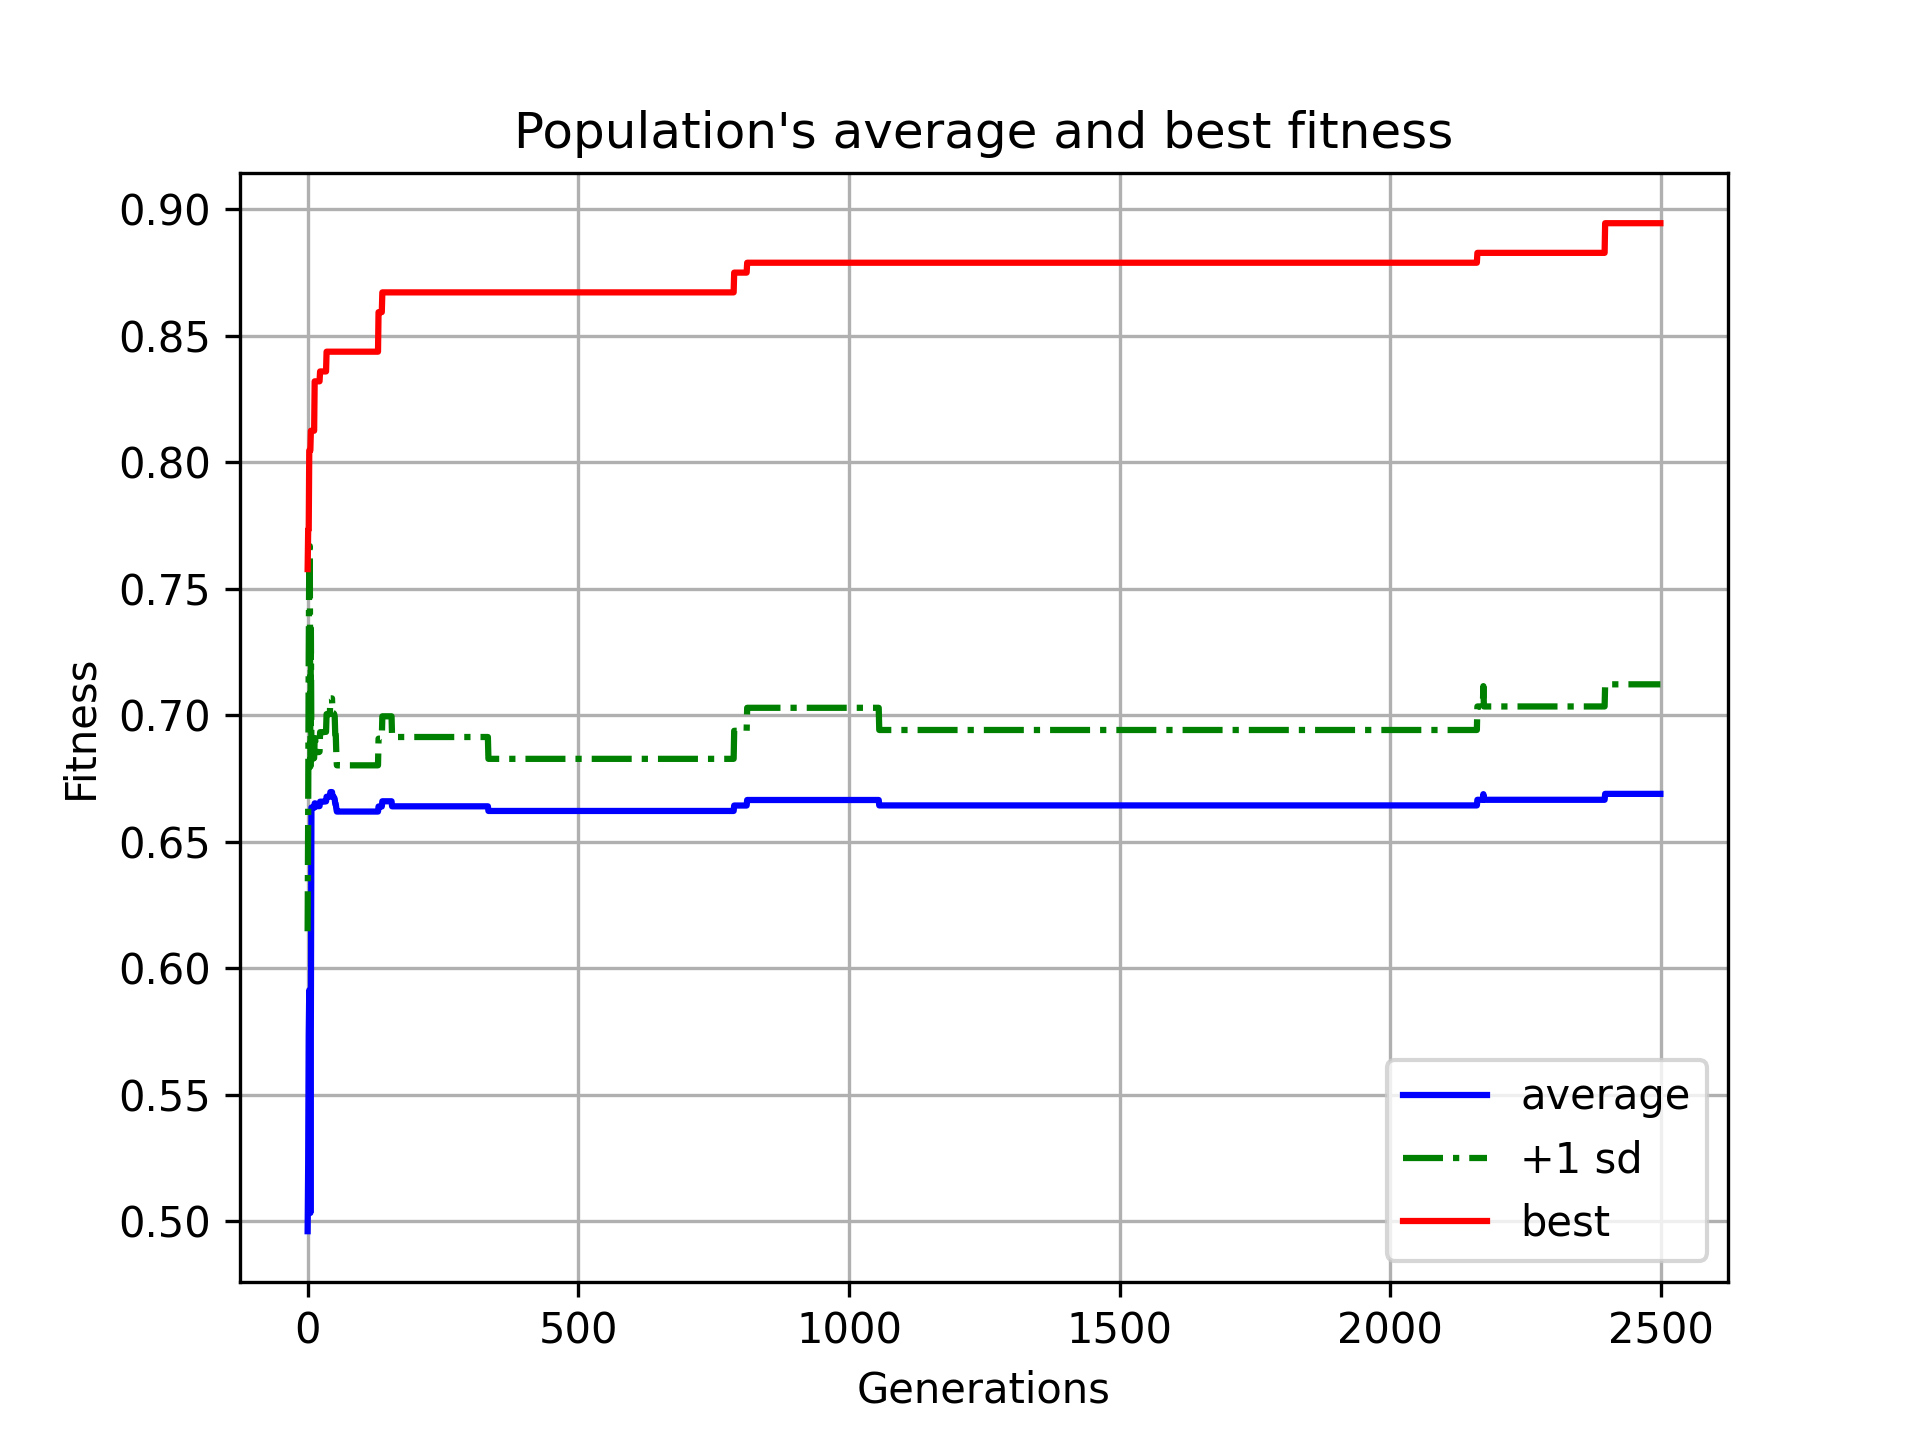 Population's average and best fitness
0.90
0.85
0.80
0.75
0.70
0.65
0.60
0.55
0.50
Fitness
average
+1 sd
best
0 500 1000 1500 2000 2500
Generations